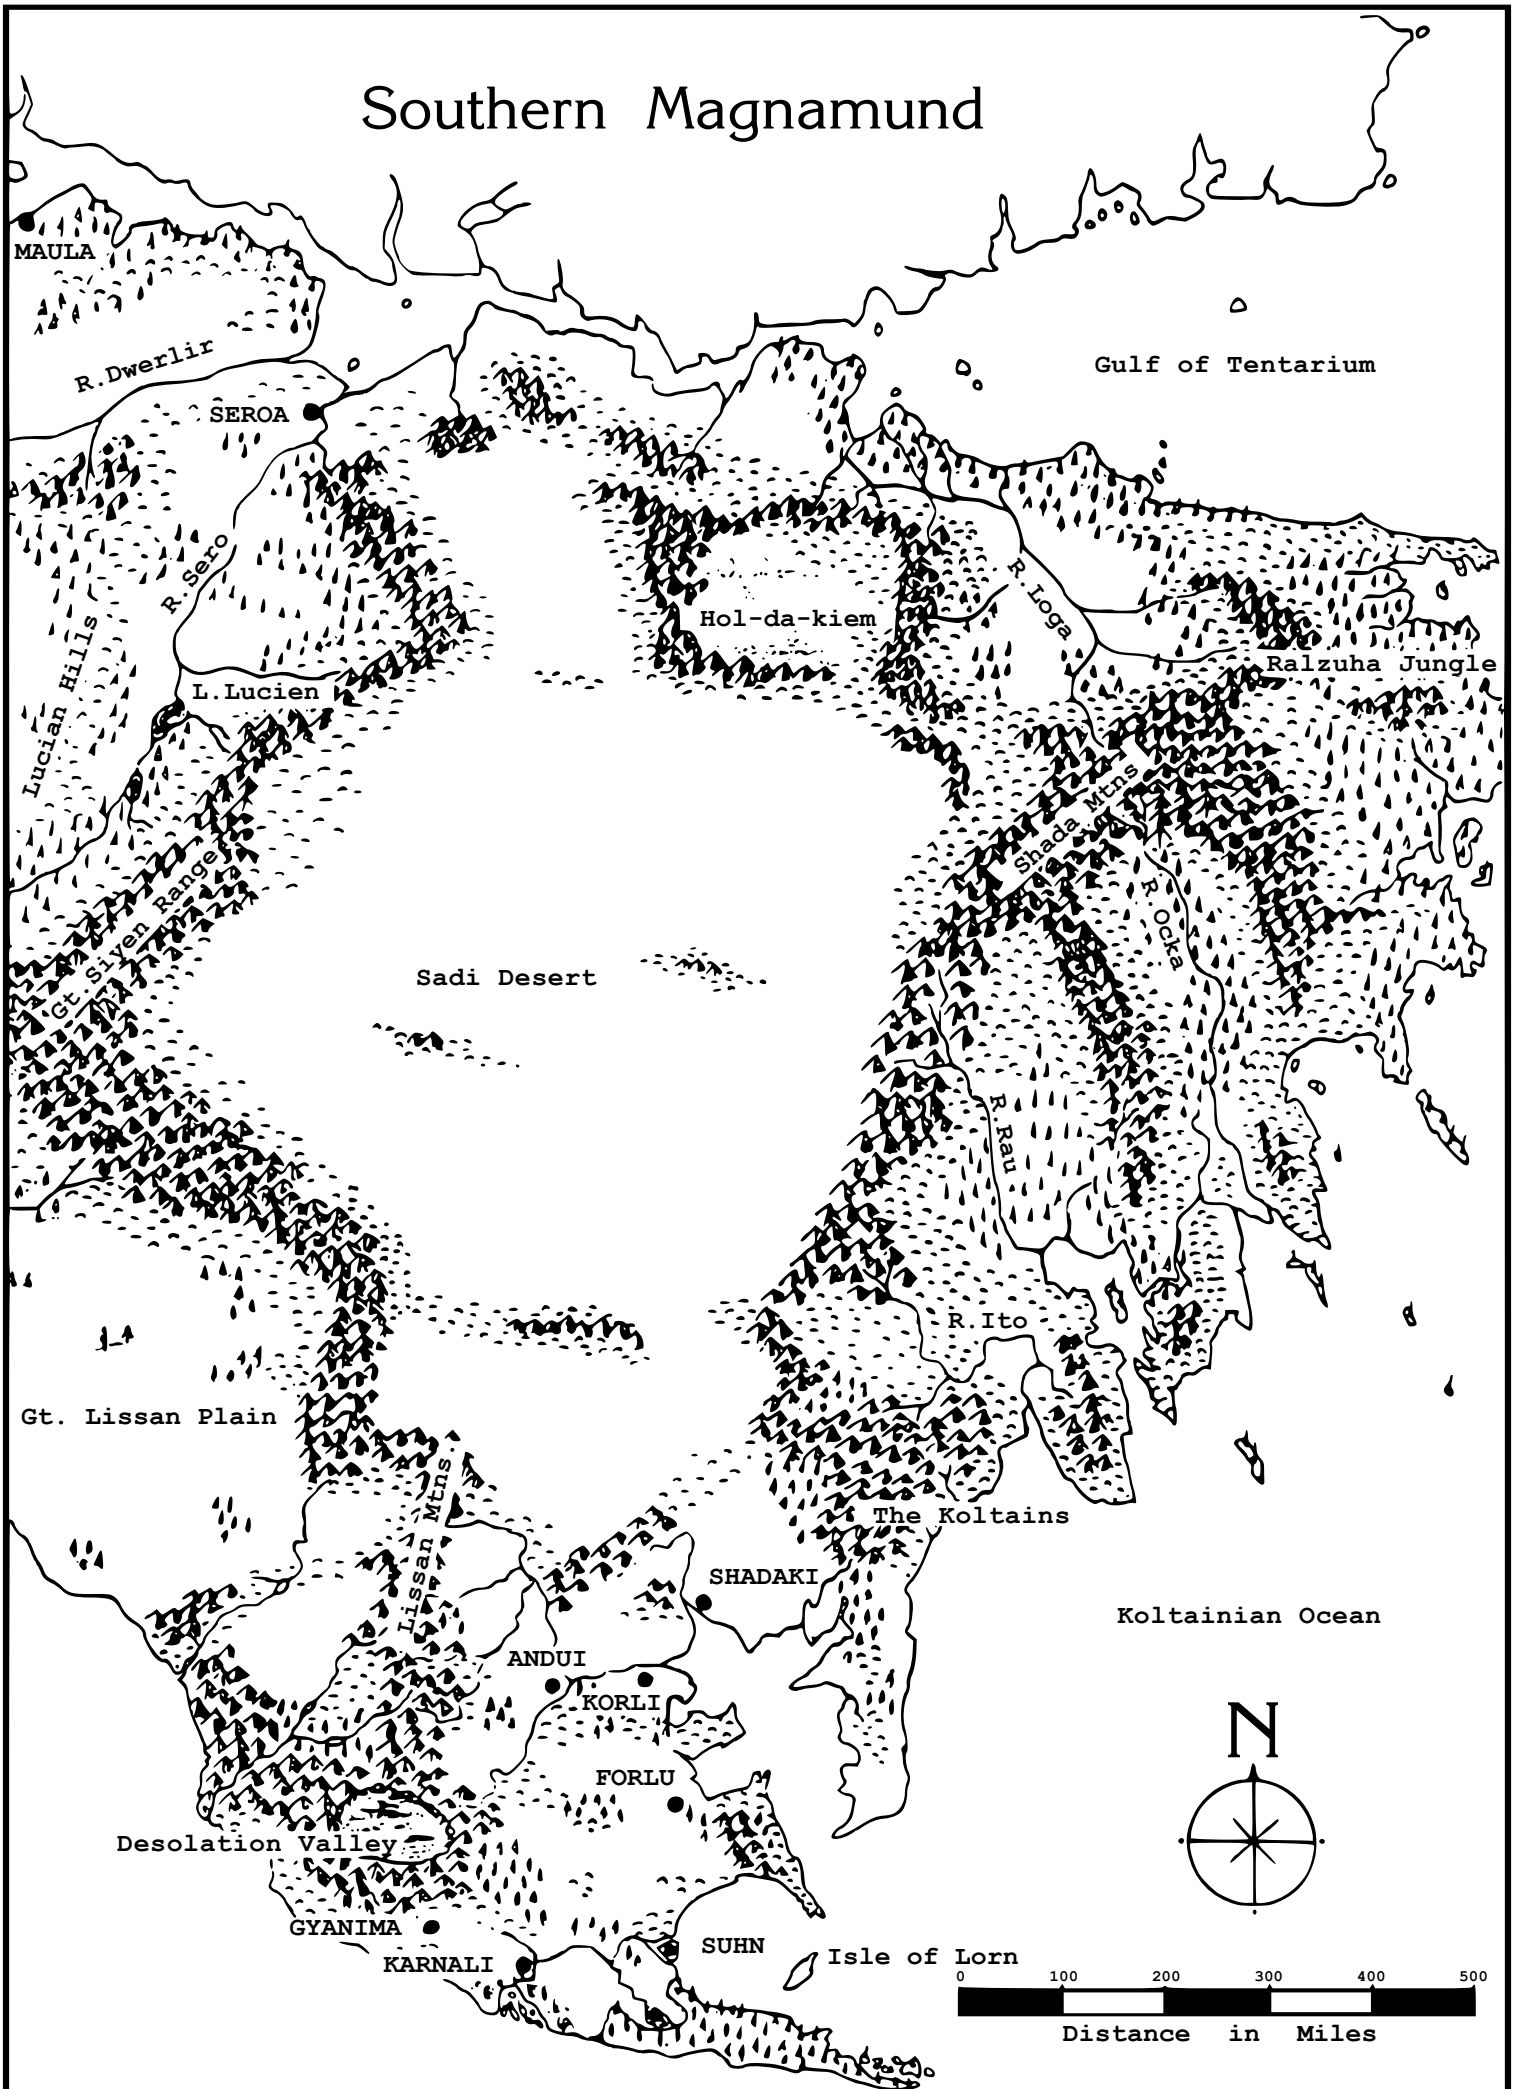 Southern Magnamund
MAULA
R.Dwerlir
Gulf of Tentarium
SEROA
R.Sero
R.Loga
Hol-da-kiem
Ralzuha Jungle
Lucian Hills
L.Lucien
Shada Mtns
Gt.Siyen Range
R.Ocka
Sadi Desert
R.Rau
R.Ito
Gt. Lissan Plain
Lissan Mtns.
The Koltains
SHADAKI
Koltainian Ocean
ANDUI
KORLI
N
FORLU
Desolation Valley
GYANIMA
SUHN
Isle of Lorn
KARNALI
0 100 200 300 400 500
Distance in Miles